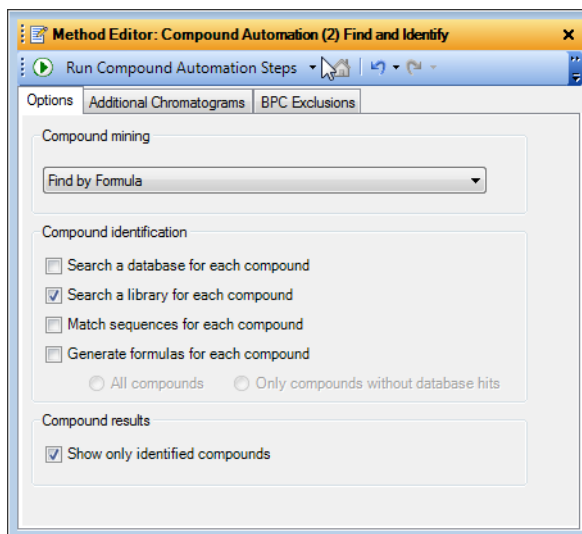 Method Editor: Compound Automation (2) Find and Identify
Run Compound Automation Steps
Options
Additional Chromatograms
BPC Exclusions
Compound mining
Find by Formula
Compound identification
Search a database for each compound
Search a library for each compound
Match sequences for each compound
Generate formulas for each compound
All compounds
Only compounds without database hits
Compound results
Show only identified compounds